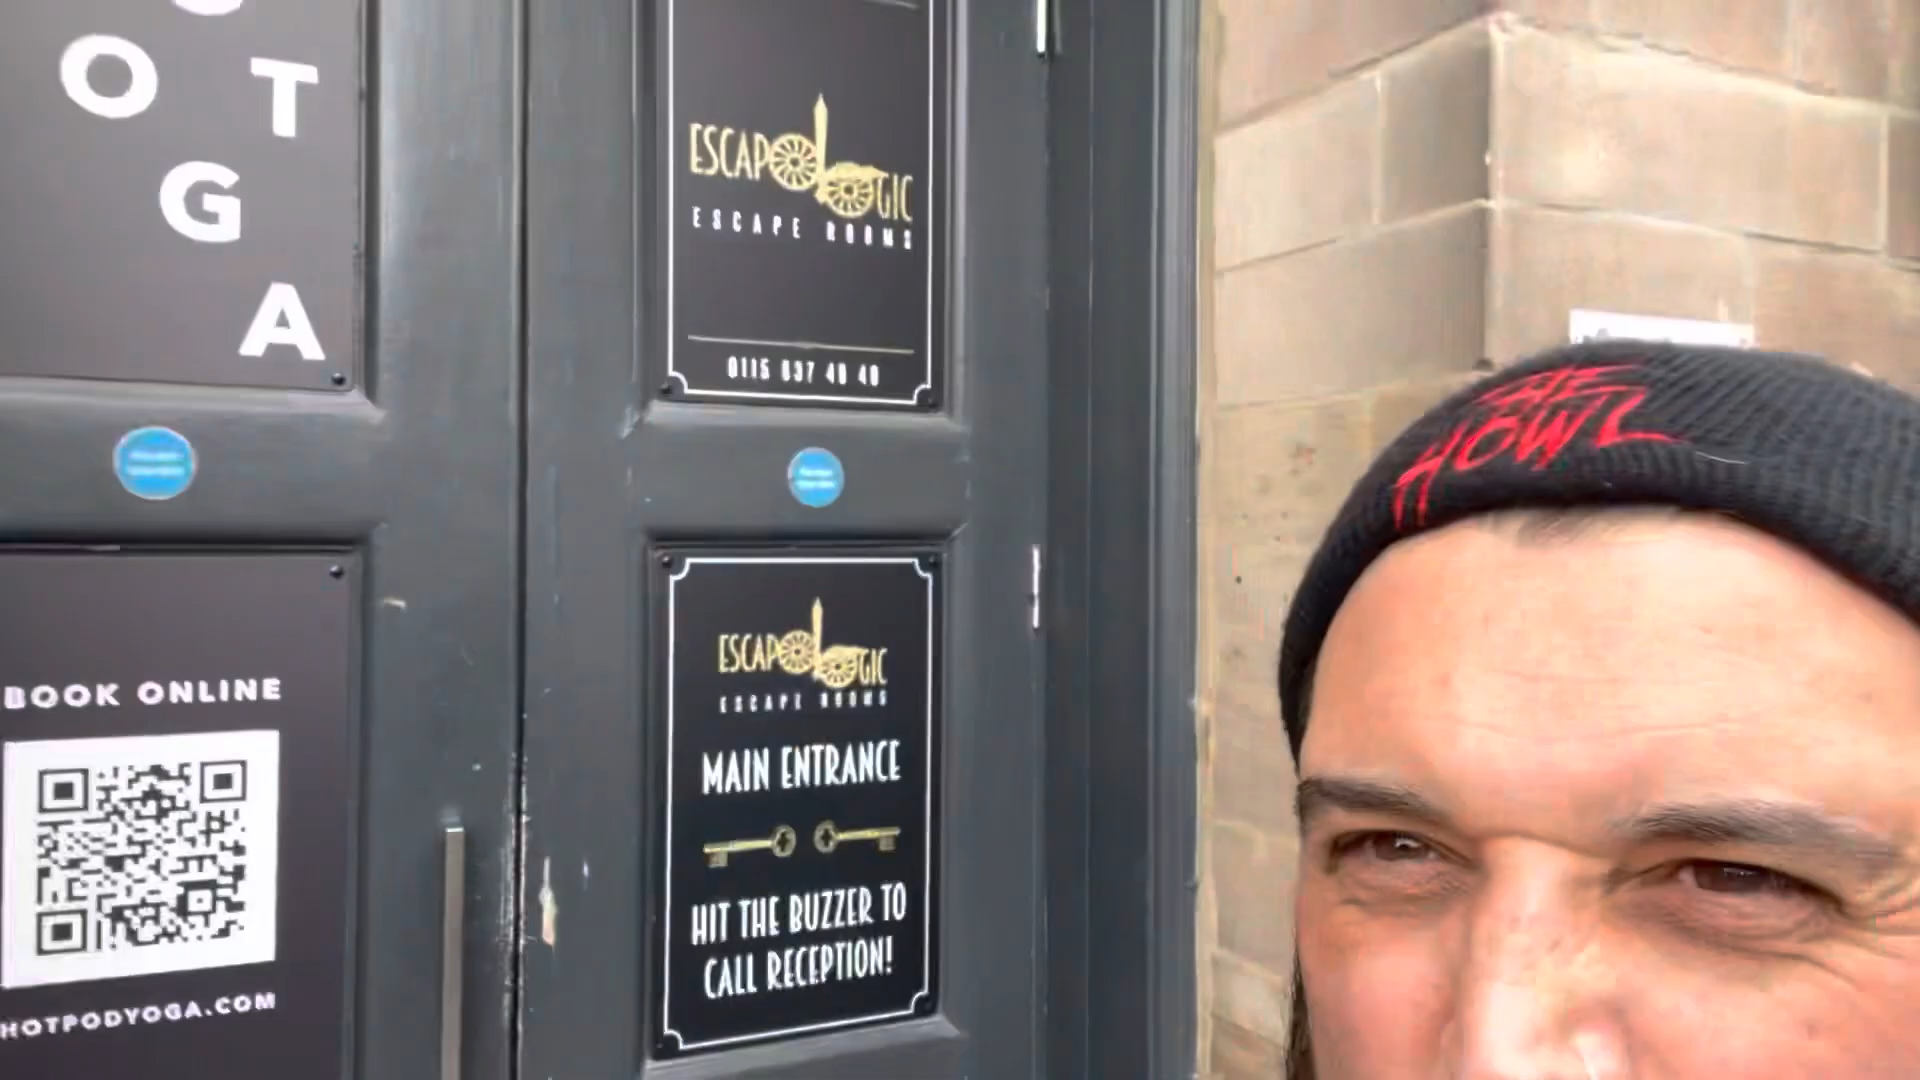 O T
G
A
BOOK ONLINE
HOTPODYOGA.COM
ESCAPOLOGIC
ESCAPE ROOMS
0115 837 40 40
ESCAPOLOGIC
ESCAPE ROOMS
MAIN ENTRANCE
HIT THE BUZZER TO
CALL RECEPTION!
THE
HOWL